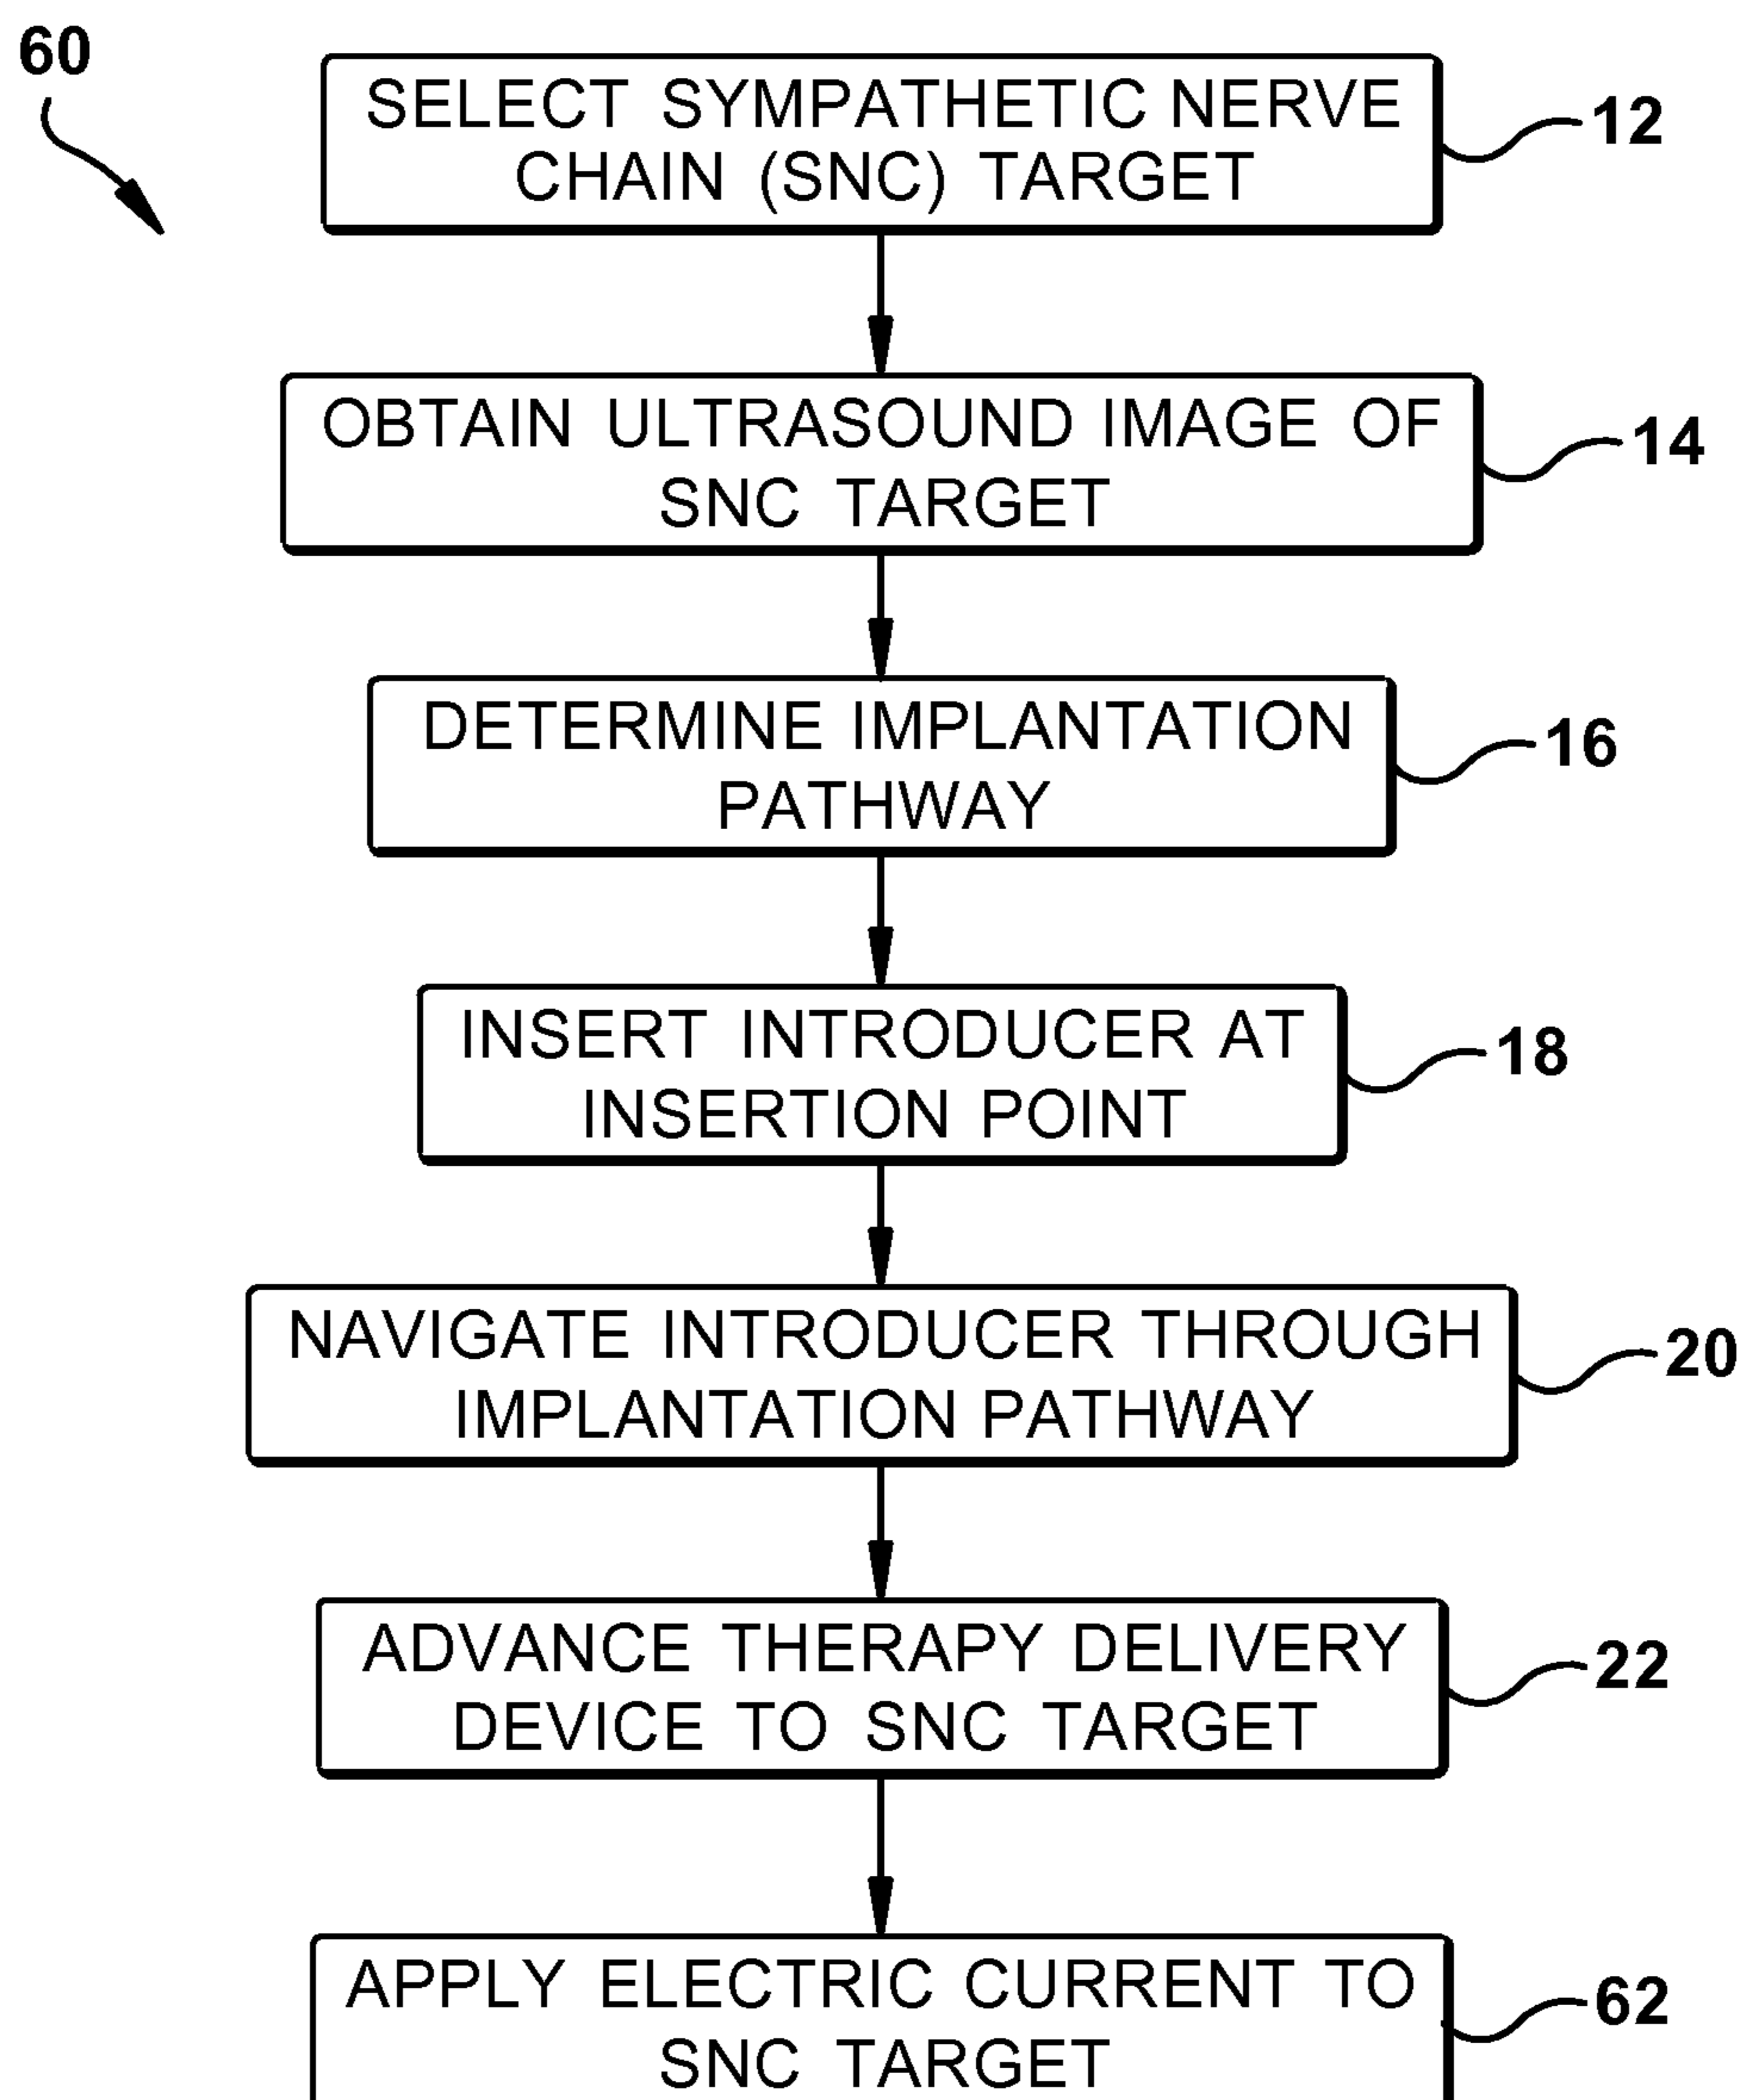 60
SELECT SYMPATHETIC NERVE
CHAIN (SNC) TARGET
12
OBTAIN ULTRASOUND IMAGE OF
SNC TARGET
14
DETERMINE IMPLANTATION
PATHWAY
16
INSERT INTRODUCER AT
INSERTION POINT
18
NAVIGATE INTRODUCER THROUGH
IMPLANTATION PATHWAY
20
ADVANCE THERAPY DELIVERY
DEVICE TO SNC TARGET
22
APPLY ELECTRIC CURRENT TO
SNC TARGET
62